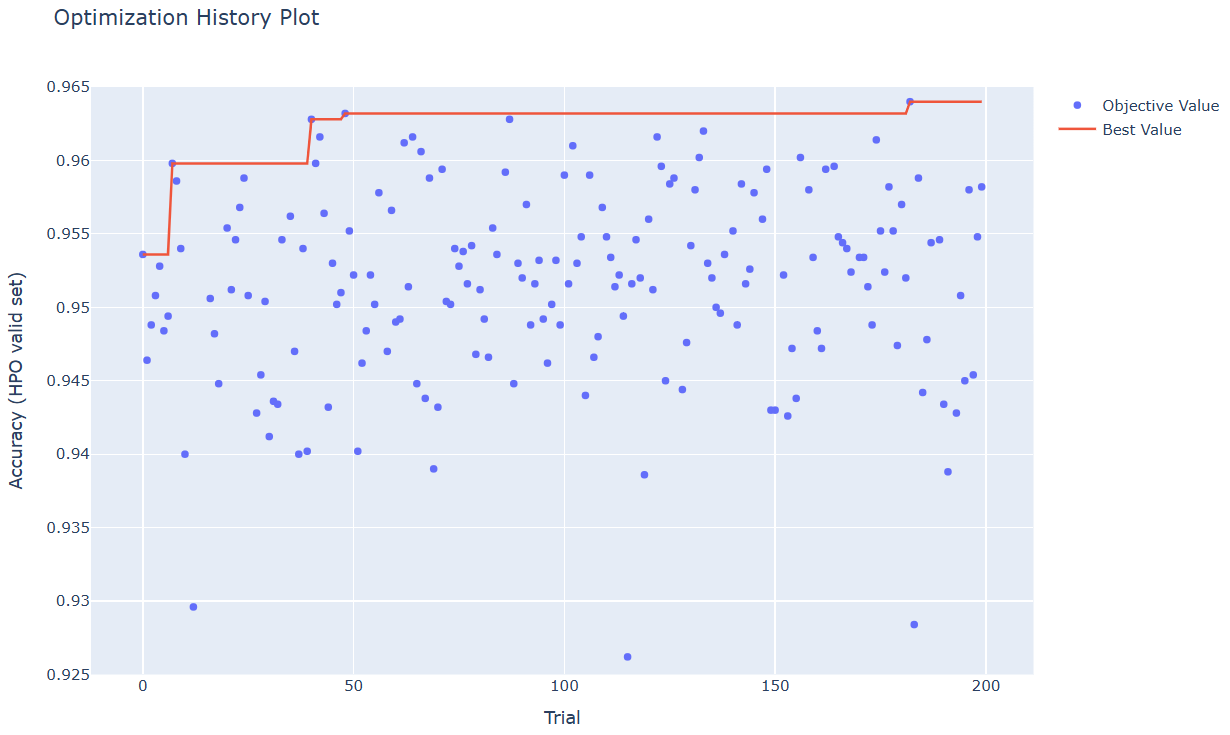 Optimization History Plot
Accuracy (HPO valid set)
0.965
0.96
0.955
0.95
0.945
0.94
0.935
0.93
0.925
0
50
100
150
200
Trial
Objective Value
Best Value